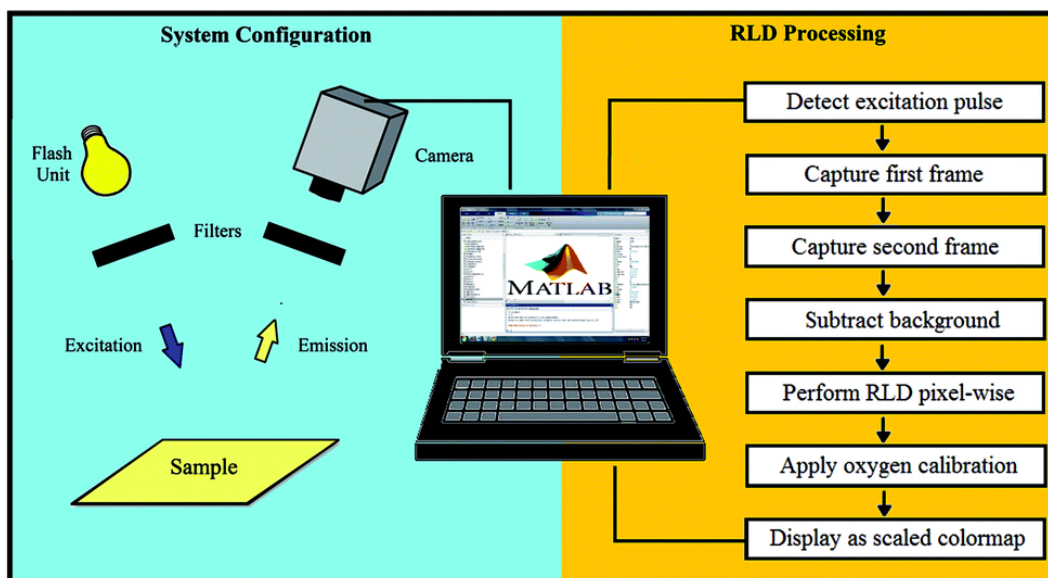 System Configuration
RLD Processing
Flash
Unit
Camera
Filters
Excitation
Emission
Sample
MATLAB
Detect excitation pulse
Capture first frame
Capture second frame
Subtract background
Perform RLD pixel-wise
Apply oxygen calibration
Display as scaled colormap